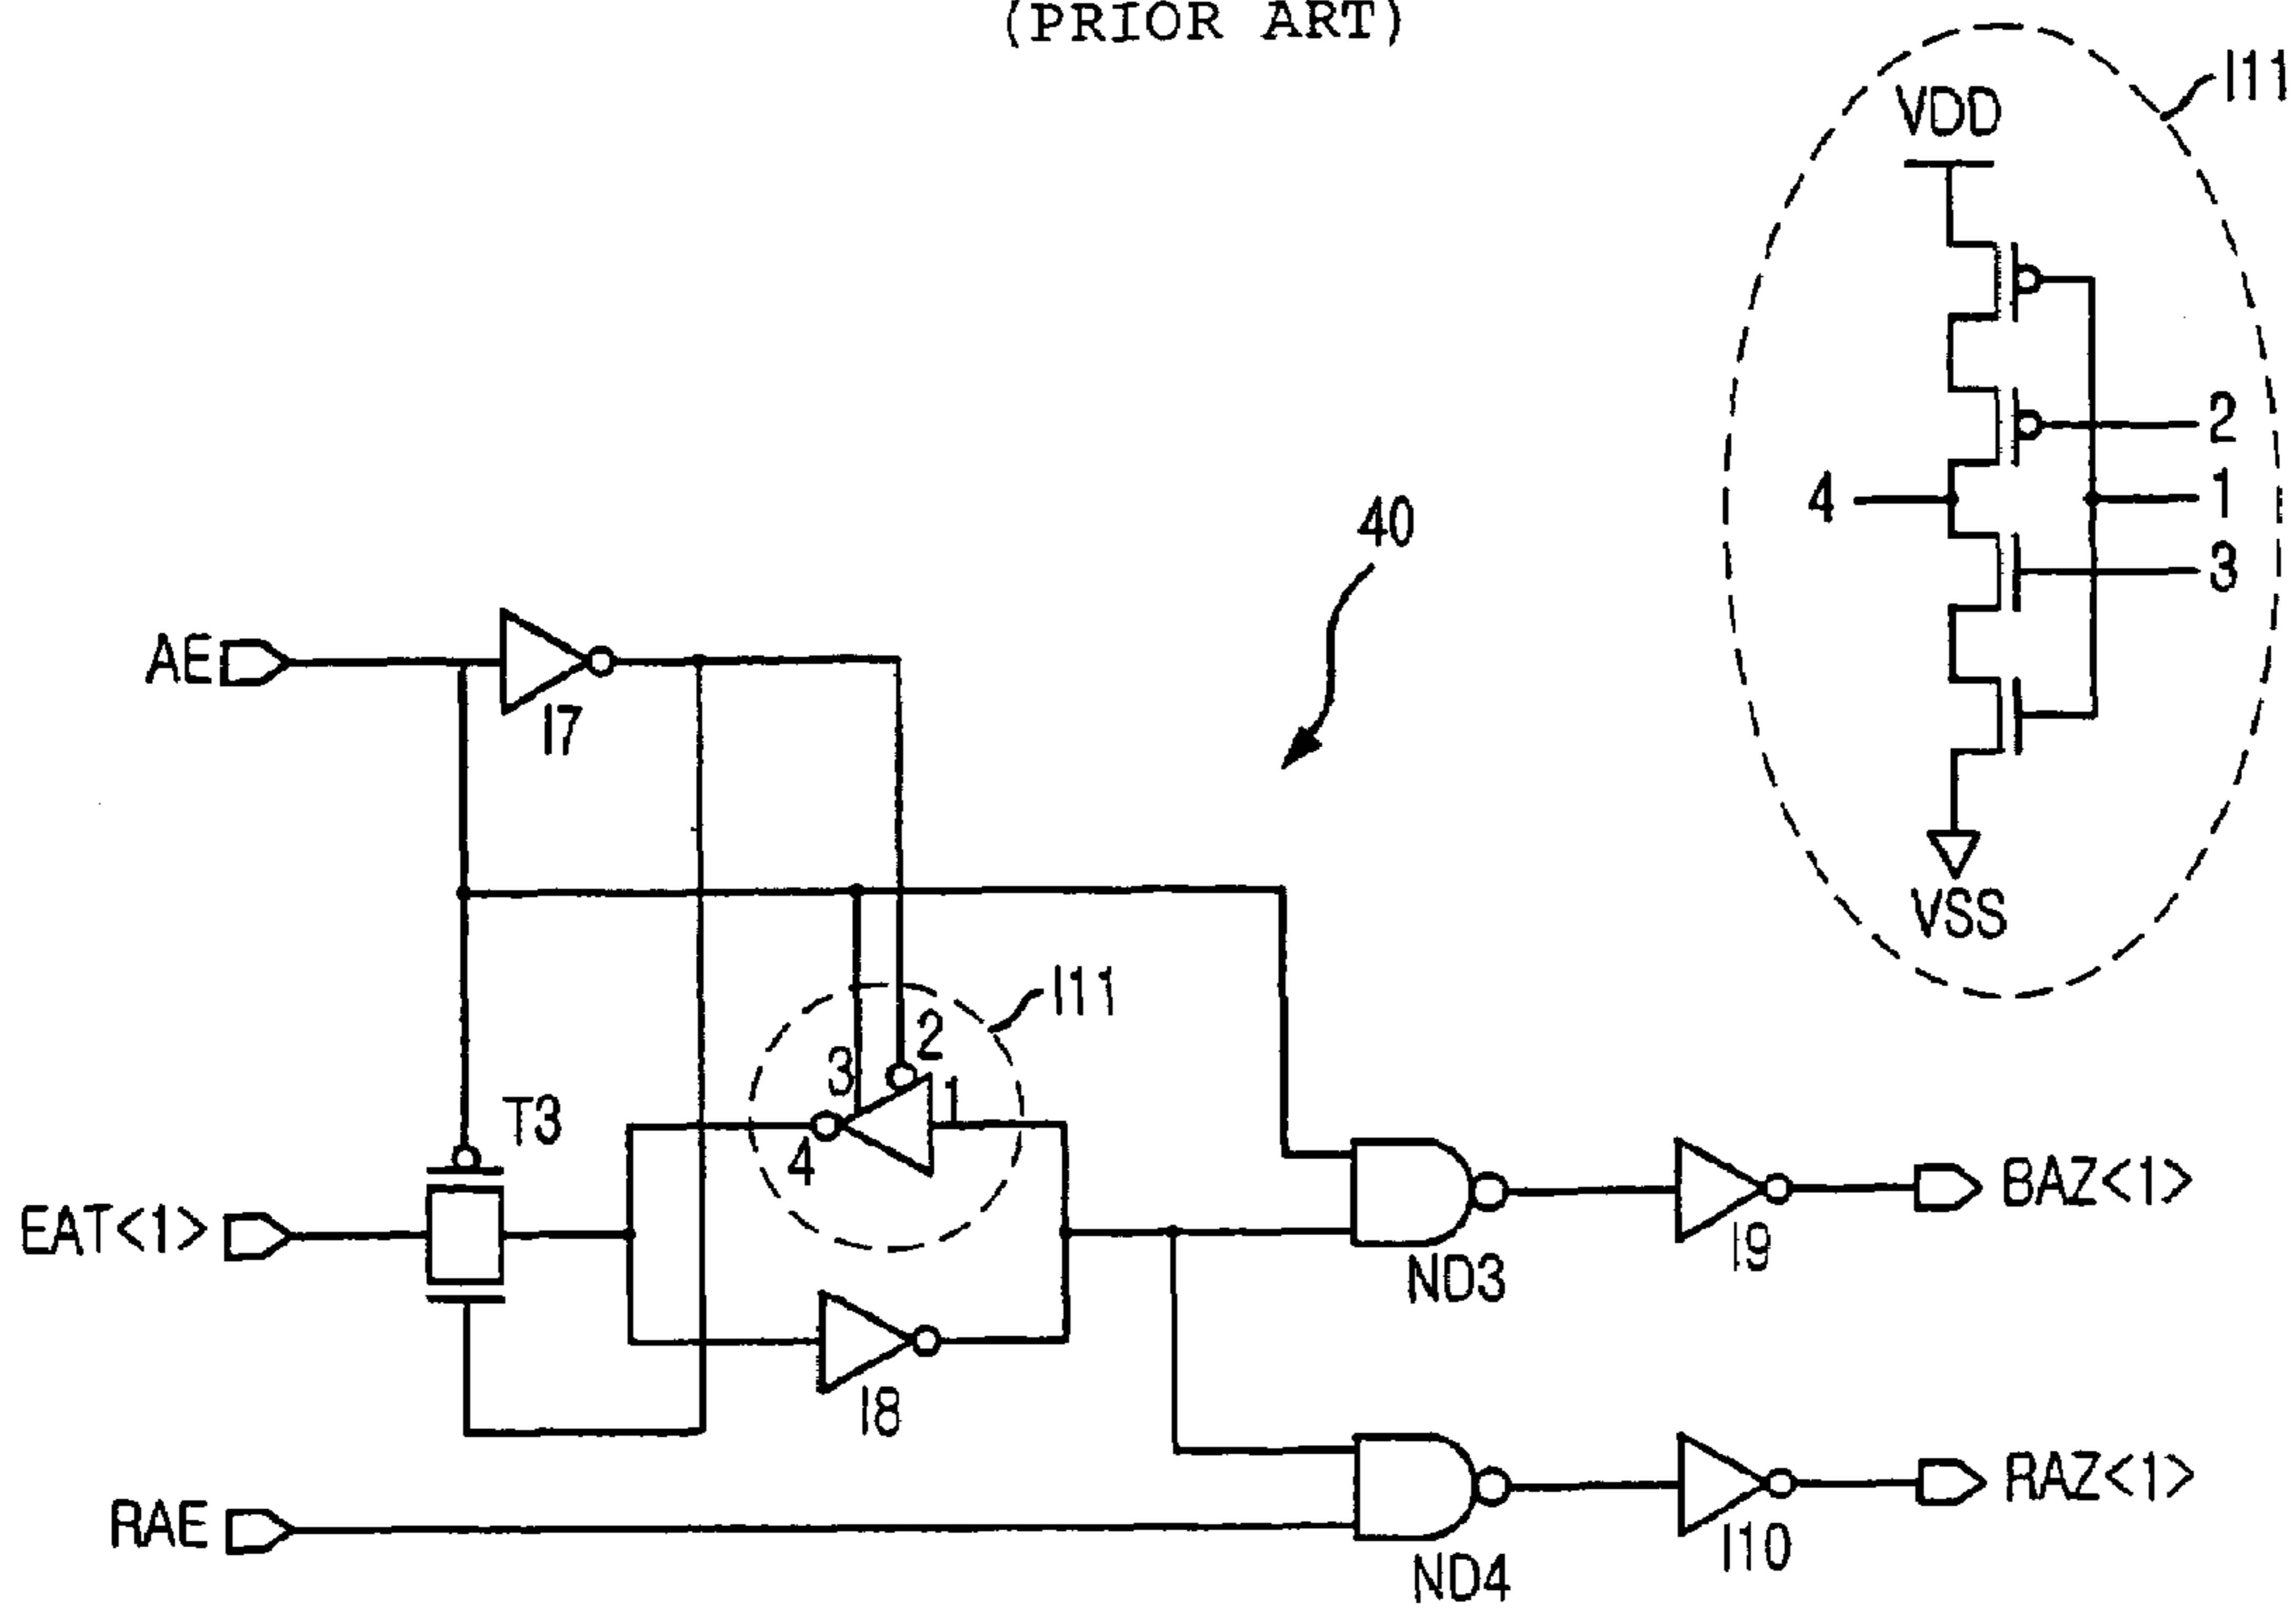 (PRIOR ART)
I11
VDD
2
1
4
3
VSS
40
AE
I7
I11
2
3
1
4
T3
EAT<1>
I8
ND3
I9
BAZ<1>
RAE
ND4
I10
RAZ<1>